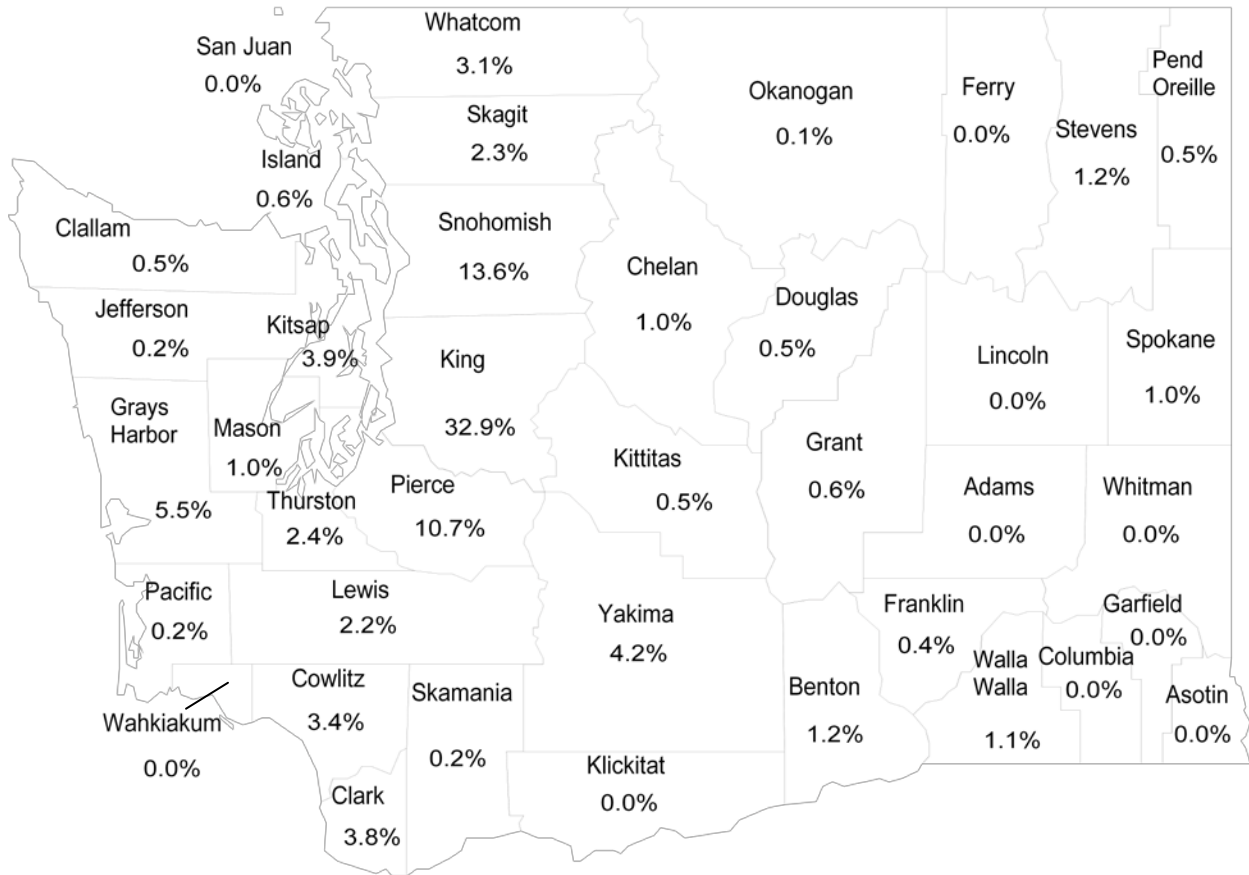 Whatcom
3.1%
San Juan
0.0%
Skagit
2.3%
Island
0.6%
Okanogan
0.1%
Ferry
0.0%
Stevens
1.2%
Pend
Oreille
0.5%
Clallam
0.5%
Snohomish
13.6%
Jefferson
0.2%
Kitsap
3.9%
King
32.9%
Chelan
1.0%
Douglas
0.5%
Lincoln
0.0%
Spokane
1.0%
Grays
Harbor
5.5%
Mason
1.0%
Thurston
2.4%
Pierce
10.7%
Kittitas
0.5%
Grant
0.6%
Adams
0.0%
Whitman
0.0%
Pacific
0.2%
Lewis
2.2%
Yakima
4.2%
Franklin
0.4%
Garfield
0.0%
Wahkiakum
0.0%
Cowlitz
3.4%
Skamania
0.2%
Benton
1.2%
Walla
Walla
1.1%
Columbia
0.0%
Asotin
0.0%
Clark
3.8%
Klickitat
0.0%